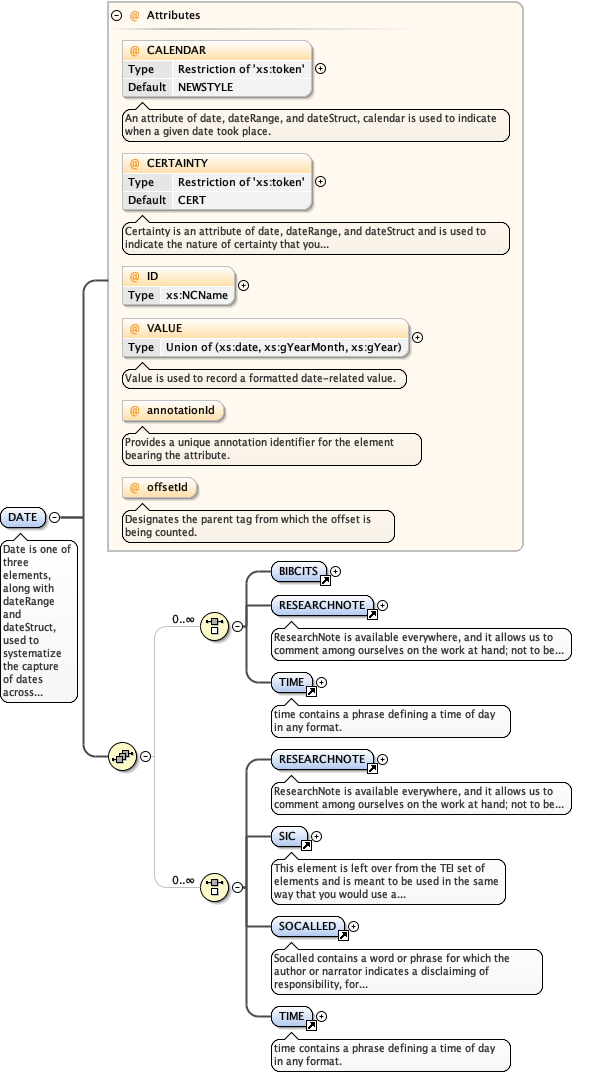 Attributes
@ CALENDAR
Type Restriction of 'xs:token'
Default NEWSTYLE
An attribute of date, dateRange, and dateStruct, calendar is used to indicate
when a given date took place.
@ CERTAINTY
Type Restriction of 'xs:token'
Default CERT
Certainty is an attribute of date, dateRange, and dateStruct and is used to
indicate the nature of certainty that you...
@ ID
Type xs:NCName
@ VALUE
Type Union of (xs:date, xs:gYearMonth, xs:gYear)
Value is used to record a formatted date-related value.
@ annotationId
Provides a unique annotation identifier for the element
bearing the attribute.
@ offsetId
Designates the parent tag from which the offset is
being counted.
DATE
Date is one of
three
elements,
along with
dateRange
and
dateStruct,
used to
systematize
the capture
of dates
across...
0..∞
BIBCITS
RESEARCHNOTE
ResearchNote is available everywhere, and it allows us to
comment among ourselves on the work at hand; not to be...
TIME
time contains a phrase defining a time of day
in any format.
0..∞
RESEARCHNOTE
ResearchNote is available everywhere, and it allows us to
comment among ourselves on the work at hand; not to be...
SIC
This element is left over from the TEI set of
elements and is meant to be used in the same
way that you would use a...
SOCALLED
Socalled contains a word or phrase for which the
author or narrator indicates a disclaiming of
responsibility, for...
TIME
time contains a phrase defining a time of day
in any format.